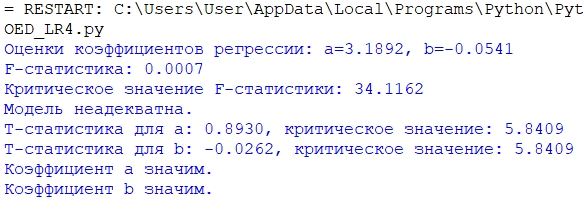 = RESTART: C:\Users\User\AppData\Local\Programs\Python\Pyt
OED_LR4.py
Оценки коэффициентов регрессии: a=3.1892, b=-0.0541
F-статистика: 0.0007
Критическое значение F-статистики: 34.1162
Модель неадекватна.
Т-статистика для a: 0.8930, критическое значение: 5.8409
Т-статистика для b: -0.0262, критическое значение: 5.8409
Коэффициент a значим.
Коэффициент b значим.